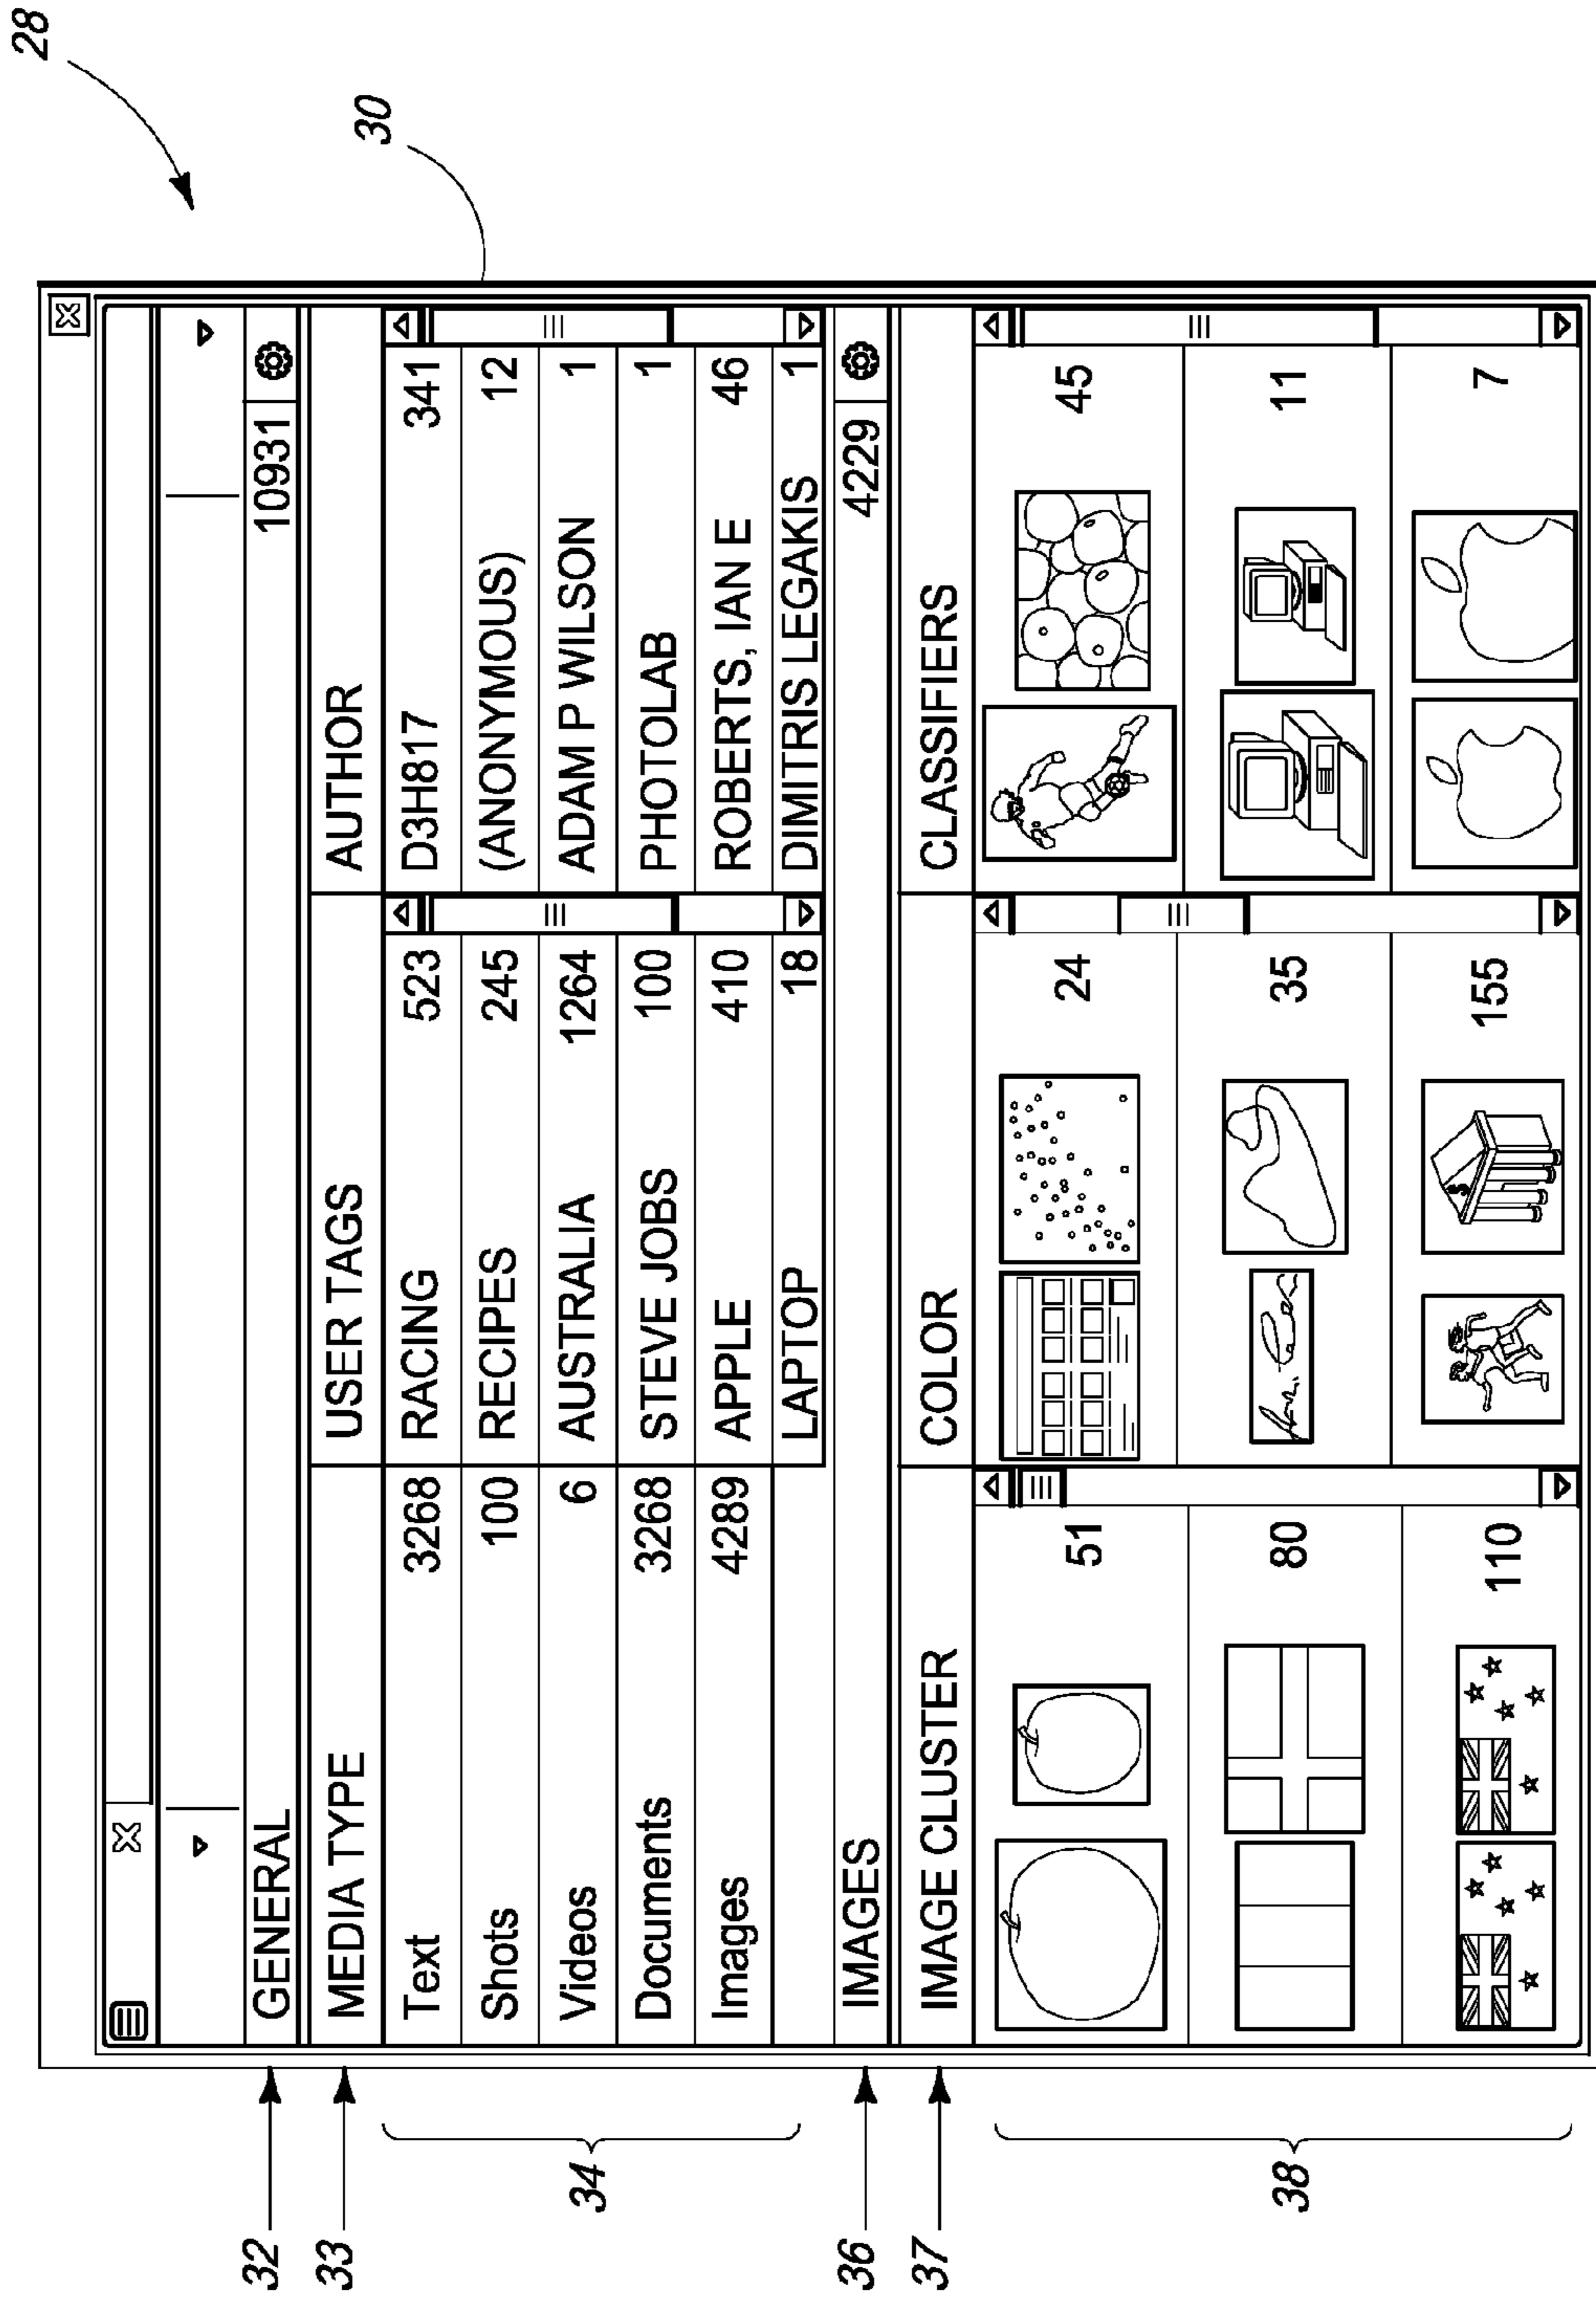 28
30
32
GENERAL 10931
33
MEDIA TYPE USER TAGS AUTHOR
34
Text 3268 RACING 523 D3H817 341
Shots 100 RECIPES 245 (ANONYMOUS) 12
Videos 6 AUSTRALIA 1264 ADAM P WILSON 1
Documents 3268 STEVE JOBS 100 PHOTOLAB 1
Images 4289 APPLE 410 ROBERTS, IAN E 46
LAPTOP 18 DIMITRIS LEGAKIS 1
36
IMAGES 4229
37
IMAGE CLUSTER COLOR CLASSIFIERS
38
51 24 45
80 35 11
110 155 7
$